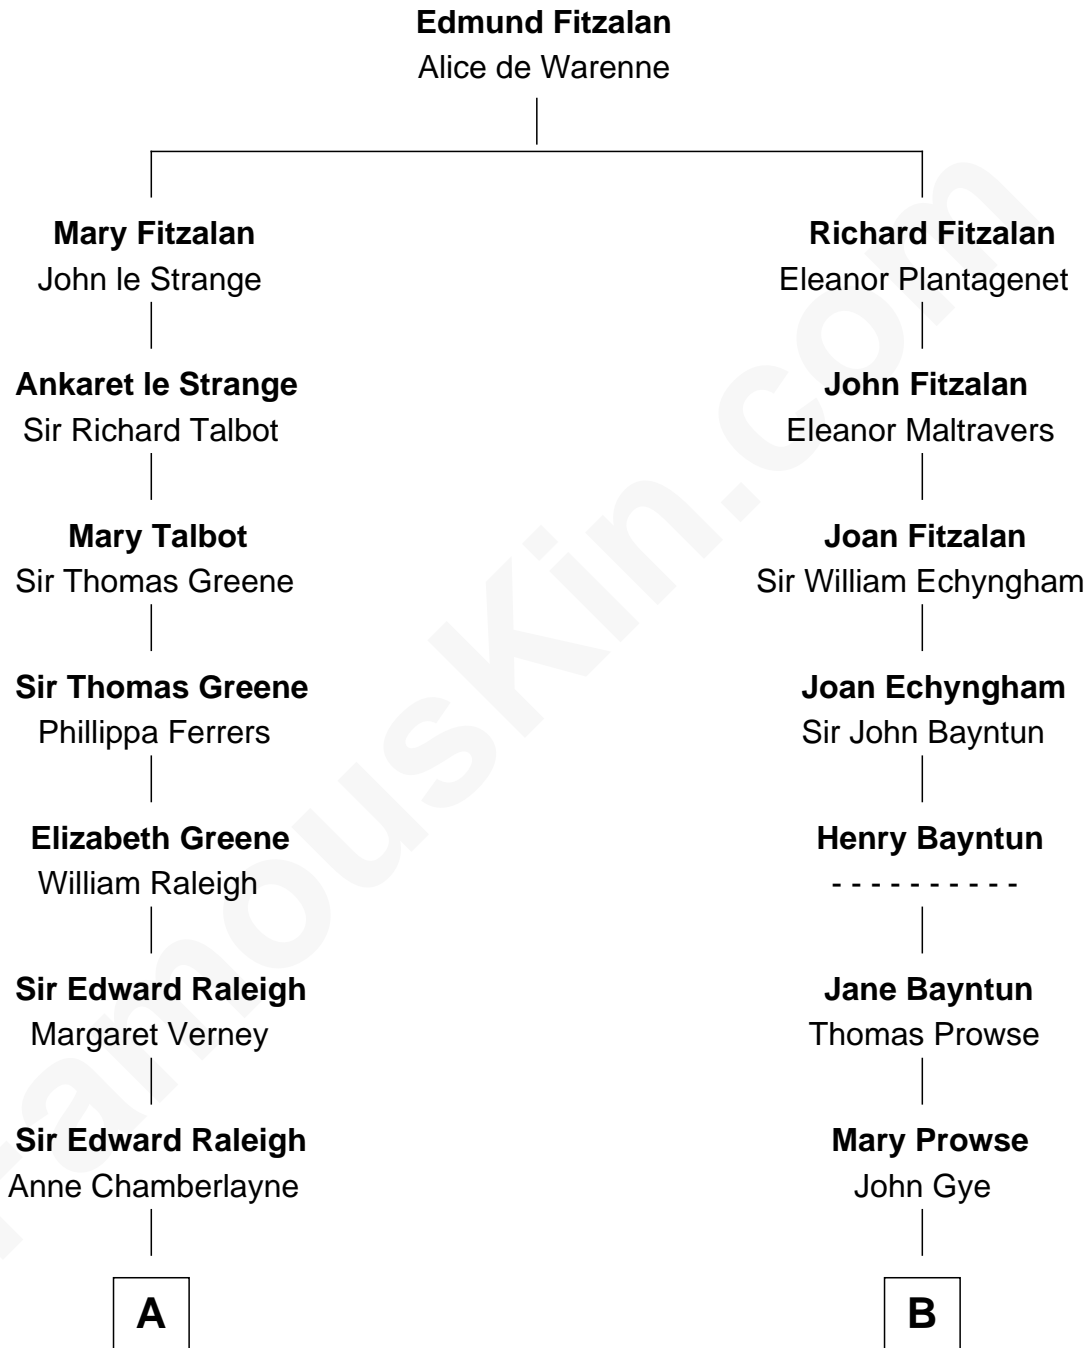 Edmund Fitzalan
Alice de Warenne
Mary Fitzalan
John le Strange
Richard Fitzalan
Eleanor Plantagenet
Ankaret le Strange
Sir Richard Talbot
John Fitzalan
Eleanor Maltravers
Mary Talbot
Sir Thomas Greene
Joan Fitzalan
Sir William Echyngham
Sir Thomas Greene
Phillippa Ferrers
Joan Echyngham
Sir John Bayntun
Elizabeth Greene
William Raleigh
Henry Bayntun
- - - - - - - - - -
Sir Edward Raleigh
Margaret Verney
Jane Bayntun
Thomas Prowse
Sir Edward Raleigh
Anne Chamberlayne
Mary Prowse
John Gye
A
B
FamousKin.com